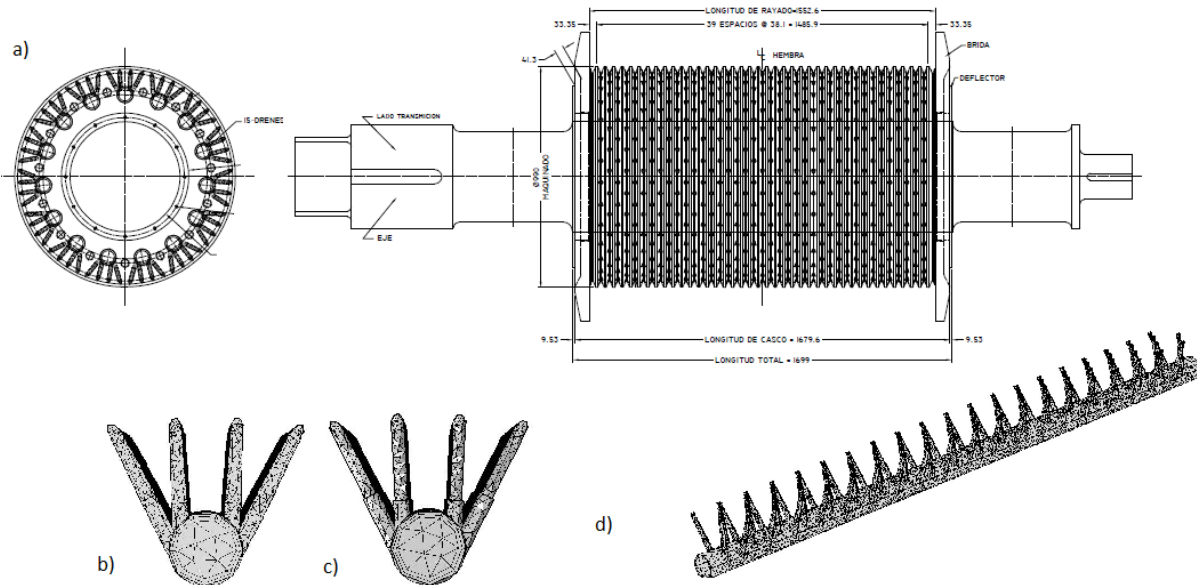 a)
LONGITUD DE RAYADO=1552.6
33.35
39 ESPACIOS @ 38.1 = 1485.9
33.35
41.3
HEMBRA
BRIDA
DEFLECTOR
15-DRENES
LADO TRANSMICION
EJE
Ø990
MAQUINADO
9.53
LONGITUD DE CASCO = 1679.6
9.53
LONGITUD TOTAL = 1699
b)
c)
d)